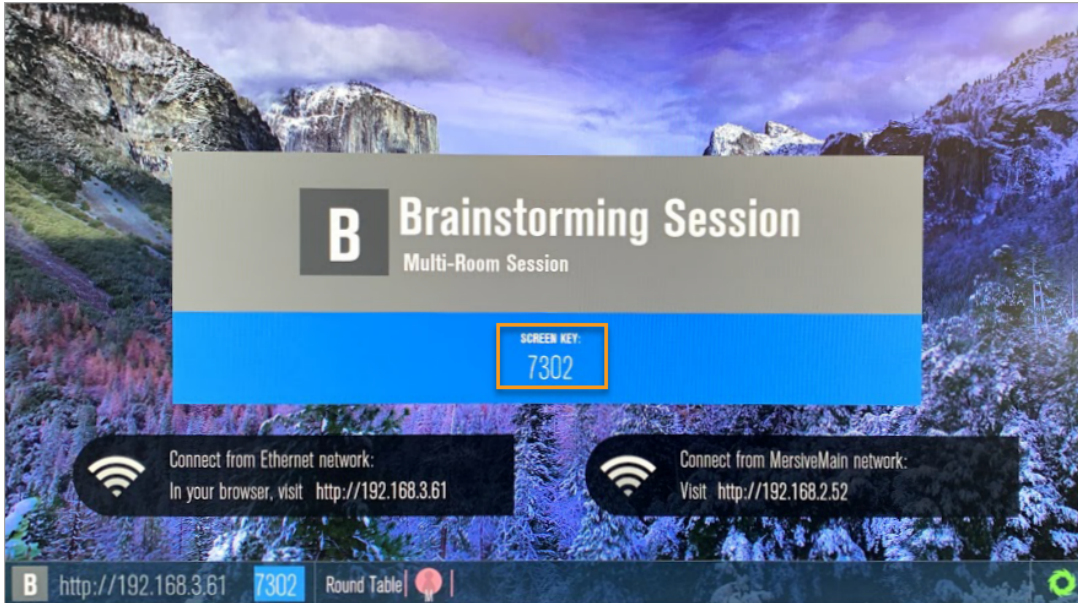 B
Brainstorming Session
Multi-Room Session
SCREEN KEY:
7302
Connect from Ethernet network:
In your browser, visit http://192.168.3.61
Connect from MersiveMain network:
Visit http://192.168.2.52
B http://192.168.3.61 7302 Round Table